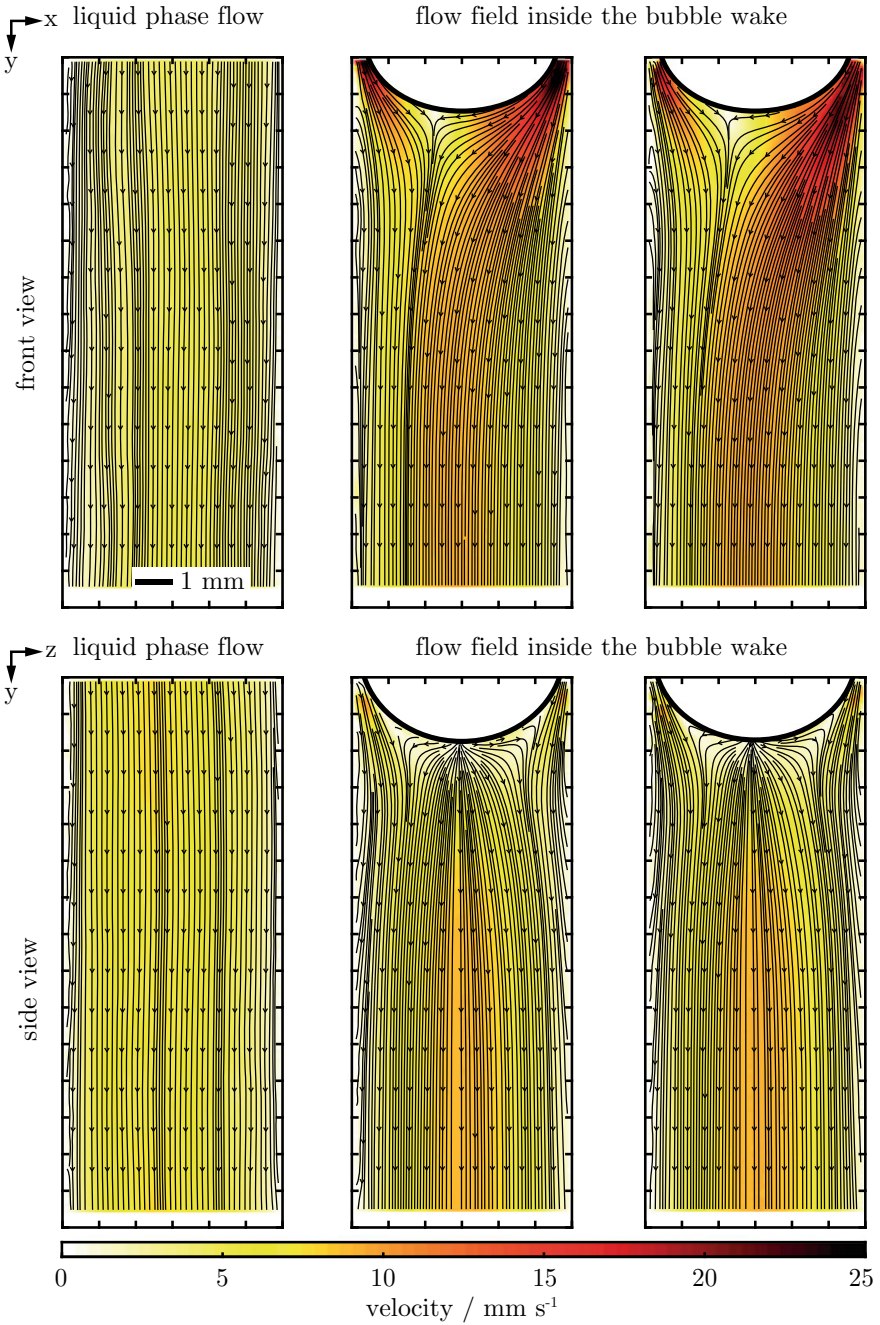 x liquid phase flow flow field inside the bubble wake
y
front view
1 mm
z liquid phase flow flow field inside the bubble wake
y
side view
0 5 10 15 20 25
velocity / mm s⁻¹